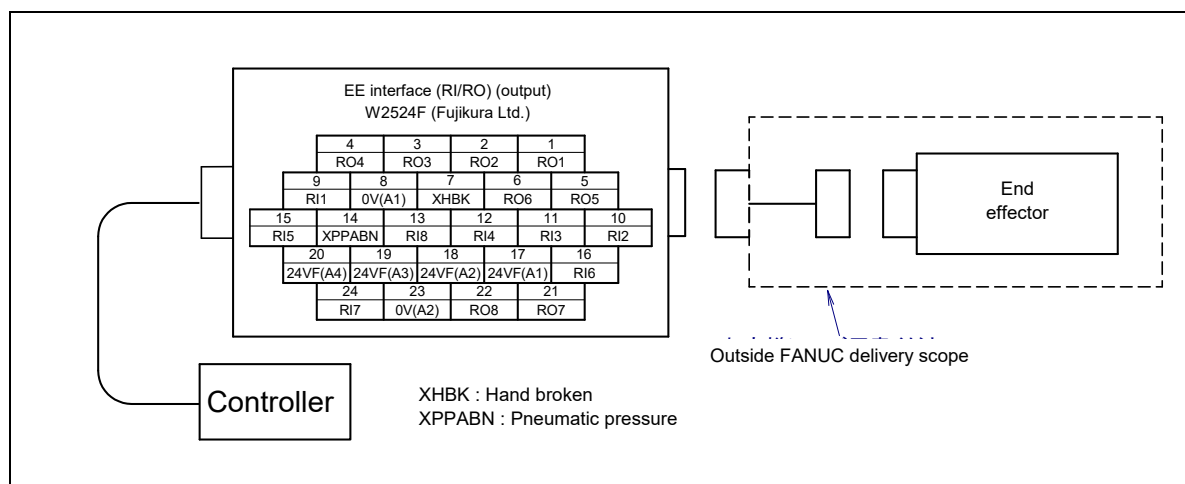 EE interface (RI/RO) (output)
W2524F (Fujikura Ltd.)
4 3 2 1
RO4 RO3 RO2 RO1
9 8 7 6 5
RI1 0V(A1) XHBK RO6 RO5
15 14 13 12 11 10
RI5 XPPABN RI8 RI4 RI3 RI2
20 19 18 17 16
24VF(A4) 24VF(A3) 24VF(A2) 24VF(A1) RI6
24 23 22 21
RI7 0V(A2) RO8 RO7
End
effector
Outside FANUC delivery scope
Controller
XHBK : Hand broken
XPPABN : Pneumatic pressure